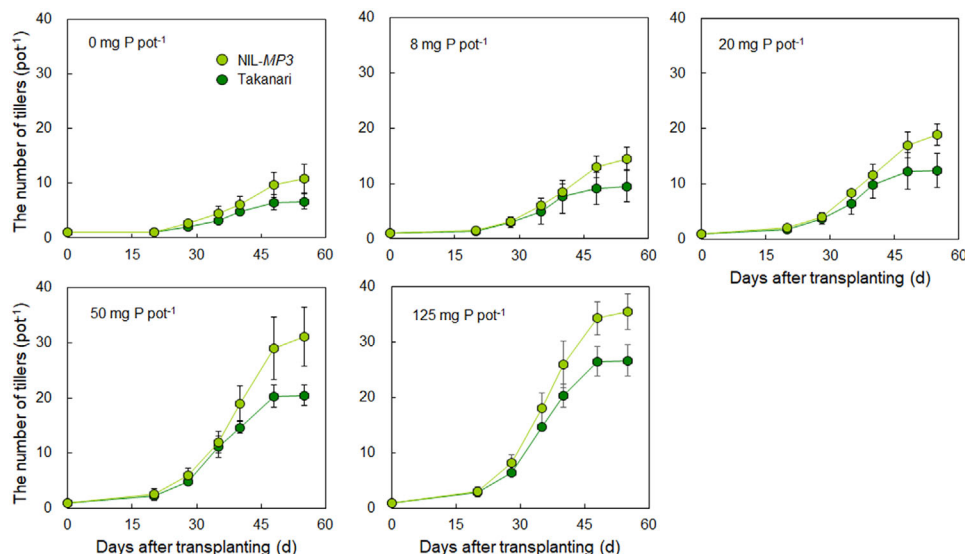 0 mg P pot⁻¹
NIL-MP3
Takanari
The number of tillers (pot⁻¹)
40
30
20
10
0
0 15 30 45 60
8 mg P pot⁻¹
40
30
20
10
0
0 15 30 45 60
Days after transplanting (d)
20 mg P pot⁻¹
40
30
20
10
0
0 15 30 45 60
Days after transplanting (d)
50 mg P pot⁻¹
The number of tillers (pot⁻¹)
40
30
20
10
0
0 15 30 45 60
Days after transplanting (d)
125 mg P pot⁻¹
40
30
20
10
0
0 15 30 45 60
Days after transplanting (d)